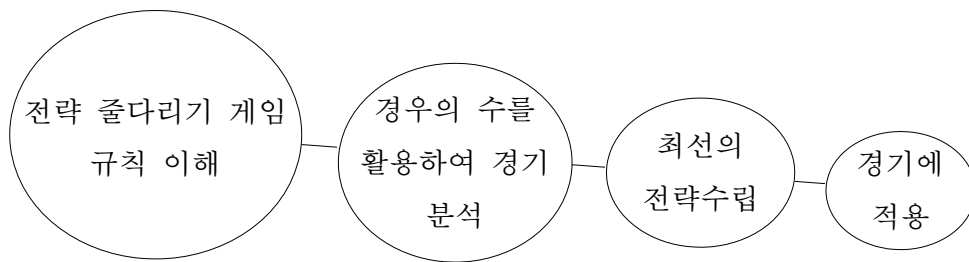 전략 줄다리기 게임
규칙 이해
경우의 수를
활용하여 경기
분석
최선의
전략수립
경기에
적용